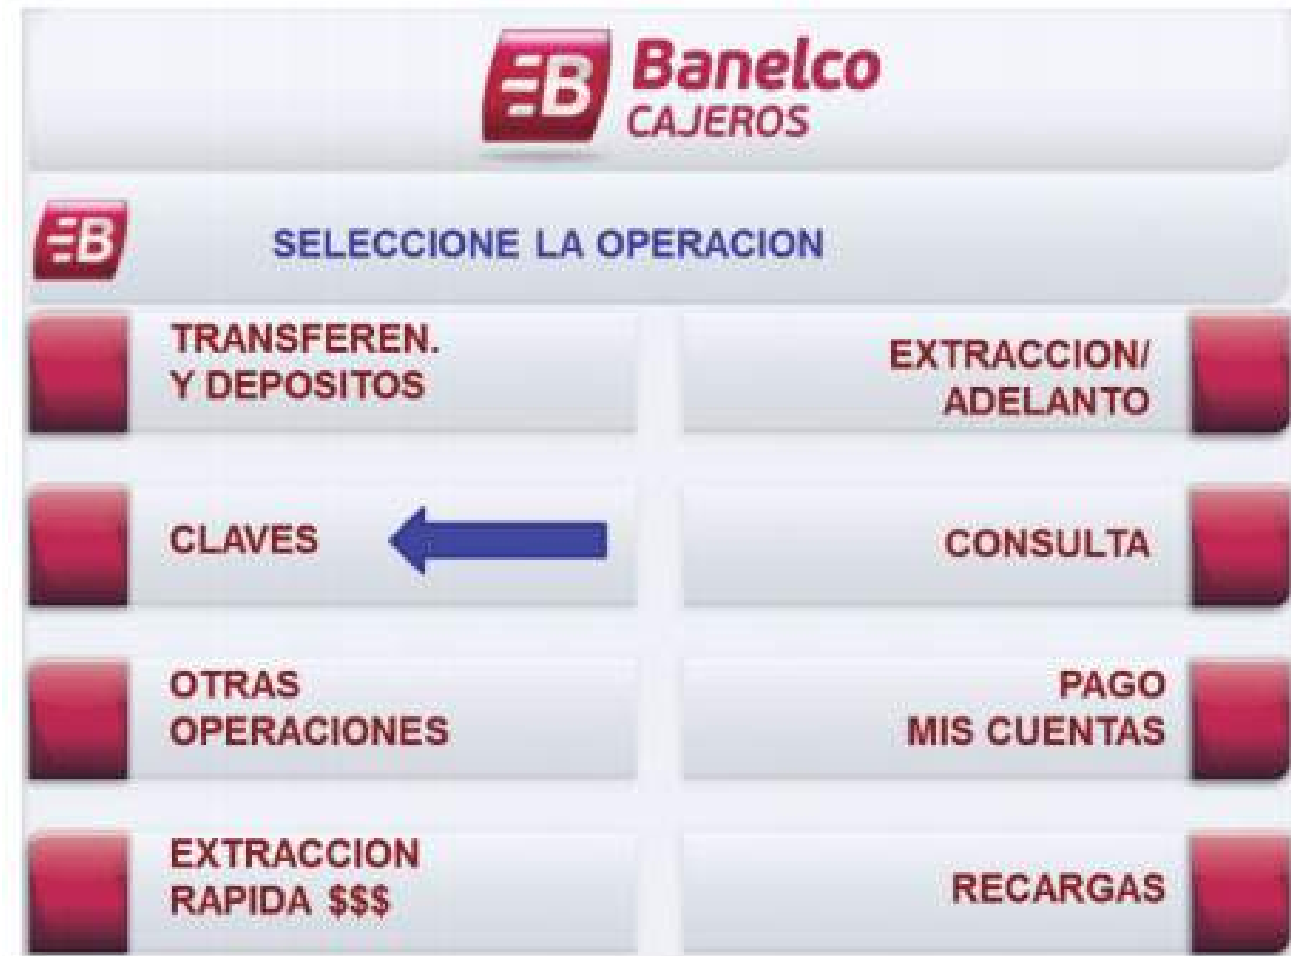 Banelco
CAJEROS
SELECCIONE LA OPERACION
TRANSFEREN.
Y DEPOSITOS
EXTRACCION/
ADELANTO
CLAVES
CONSULTA
OTRAS
OPERACIONES
PAGO
MIS CUENTAS
EXTRACCION
RAPIDA $$$
RECARGAS